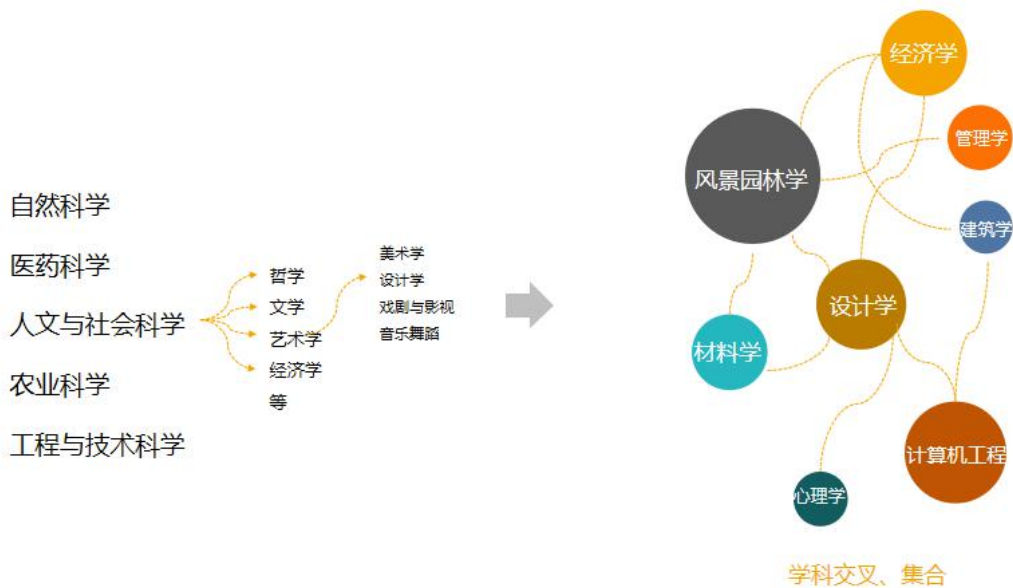 自然科学
医药科学
人文与社会科学
农业科学
工程与技术科学
哲学
文学
艺术学
经济学
等
美术学
设计学
戏剧与影视
音乐舞蹈
经济学
管理学
风景园林学
建筑学
设计学
材料学
计算机工程
心理学
学科交叉、集合